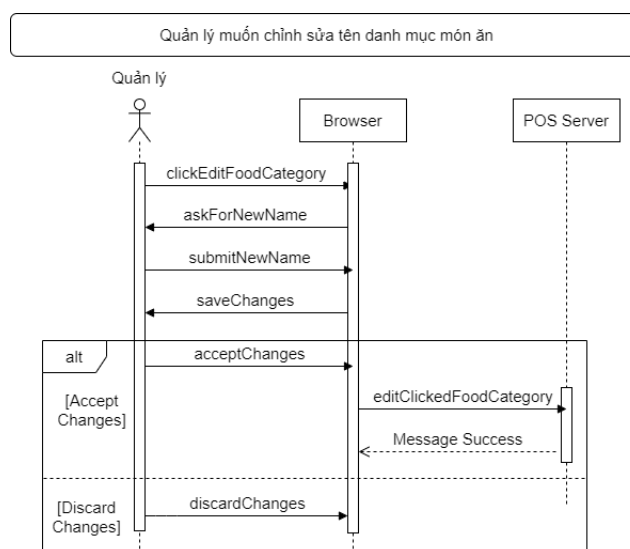 Quản lý muốn chỉnh sửa tên danh mục món ăn
Quản lý
Browser
POS Server
clickEditFoodCategory
askForNewName
submitNewName
saveChanges
alt
acceptChanges
[Accept
Changes]
editClickedFoodCategory
Message Success
[Discard
Changes]
discardChanges